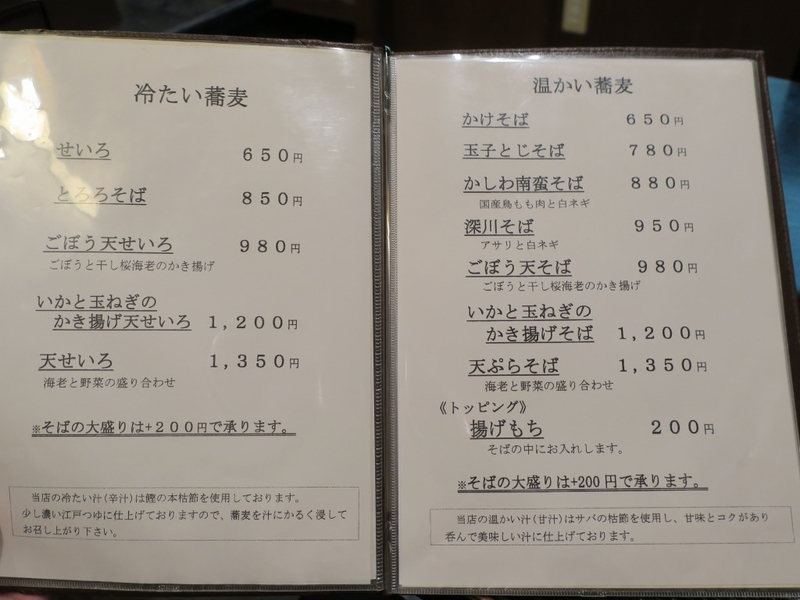 冷たい蕎麦
せいろ ６５０円
とろろそば ８５０円
ごぼう天せいろ ９８０円
ごぼうと干し桜海老のかき揚げ
いかと玉ねぎの
かき揚げ天せいろ １,２００円
天せいろ １,３５０円
海老と野菜の盛り合わせ
※そばの大盛りは+２００円で承ります。
当店の冷たい汁(辛汁)は鰹の本枯節を使用しております。
少し濃い江戸つゆに仕上げておりますので、蕎麦を汁にかるく浸して
お召し上がり下さい。
温かい蕎麦
かけそば ６５０円
玉子とじそば ７８０円
かしわ南蛮そば ８８０円
国産鳥もも肉と白ネギ
深川そば ９５０円
アサリと白ネギ
ごぼう天そば ９８０円
ごぼうと干し桜海老のかき揚げ
いかと玉ねぎの
かき揚げそば １,２００円
天ぷらそば １,３５０円
海老と野菜の盛り合わせ
《トッピング》
揚げもち ２００円
そばの中にお入れします。
※そばの大盛りは+200円で承ります。
当店の温かい汁(甘汁)はサバの枯節を使用し、甘味とコクがあり
呑んで美味しい汁に仕上げております。